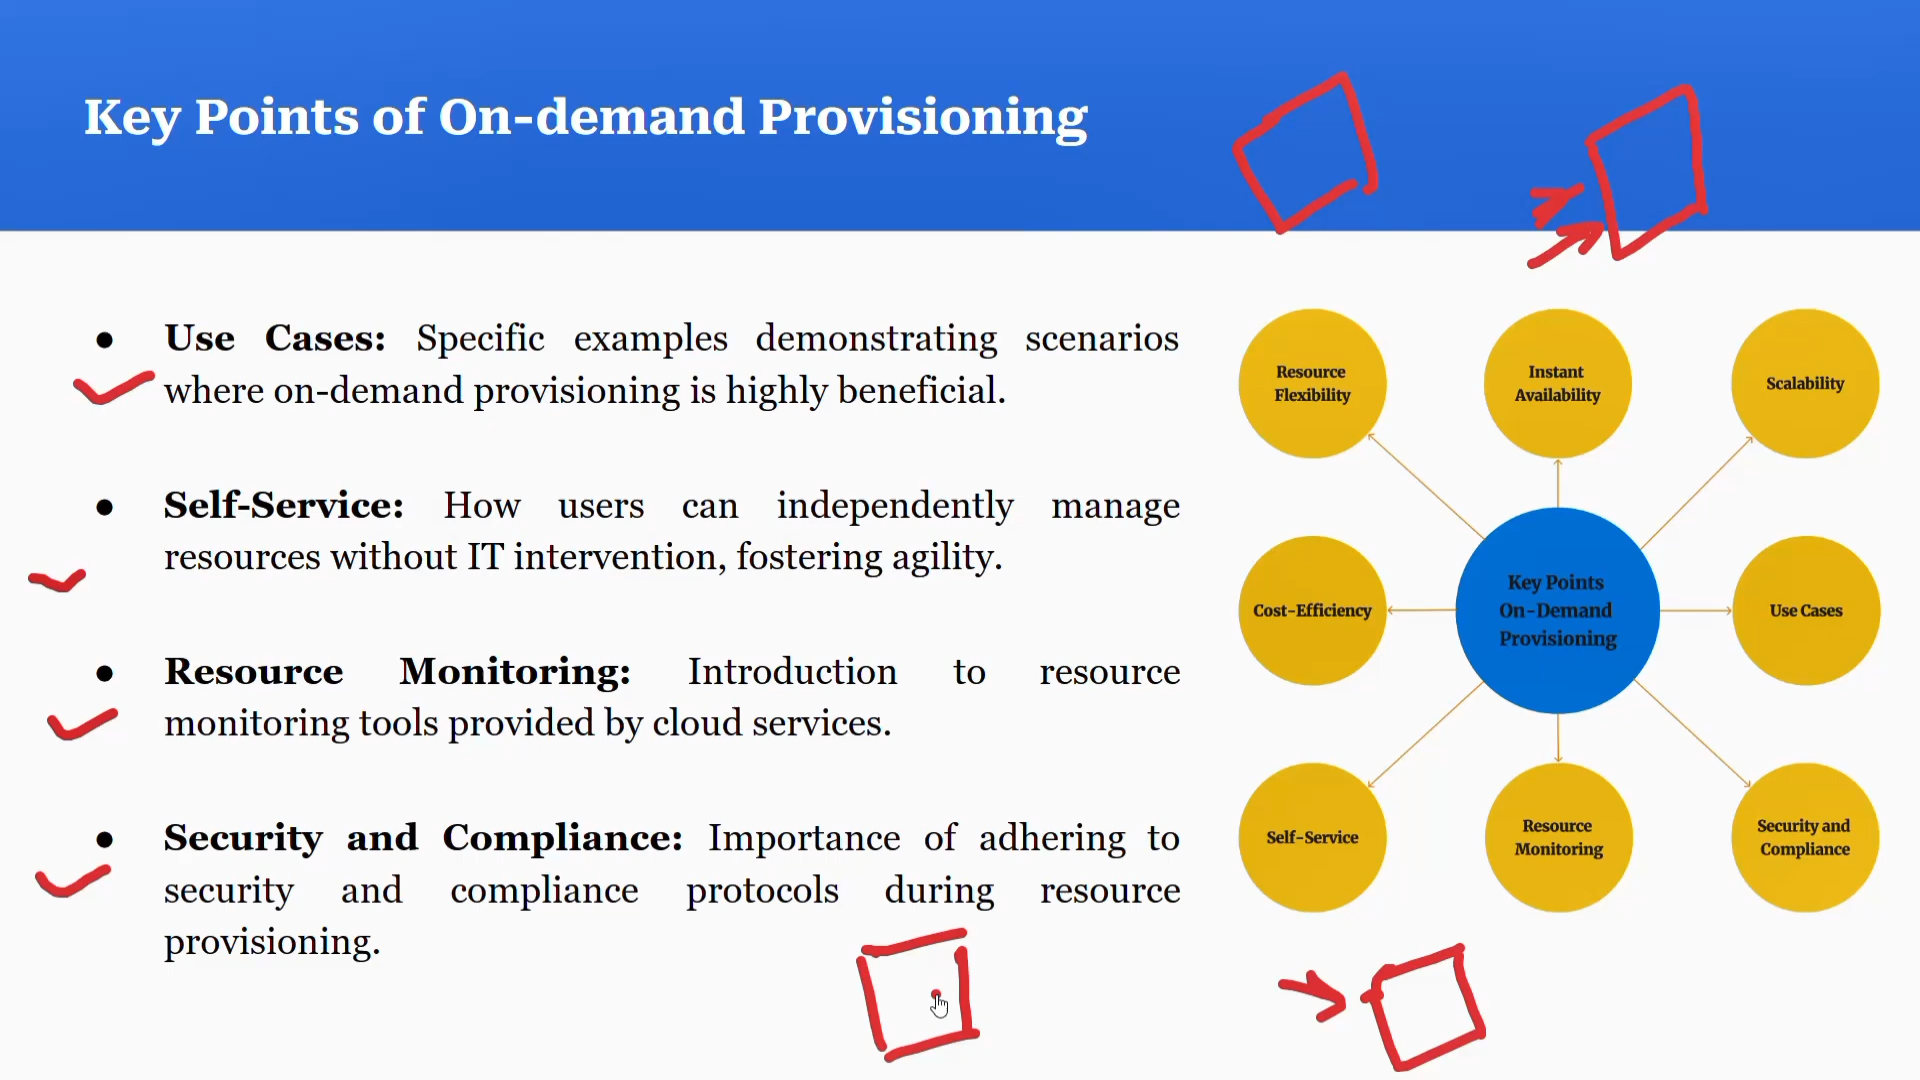 Key Points of On-demand Provisioning
● Use Cases: Specific examples demonstrating scenarios
where on-demand provisioning is highly beneficial.
● Self-Service: How users can independently manage
resources without IT intervention, fostering agility.
● Resource Monitoring: Introduction to resource
monitoring tools provided by cloud services.
● Security and Compliance: Importance of adhering to
security and compliance protocols during resource
provisioning.
Resource
Flexibility
Instant
Availability
Scalability
Cost-Efficiency
Key Points
On-Demand
Provisioning
Use Cases
Self-Service
Resource
Monitoring
Security and
Compliance